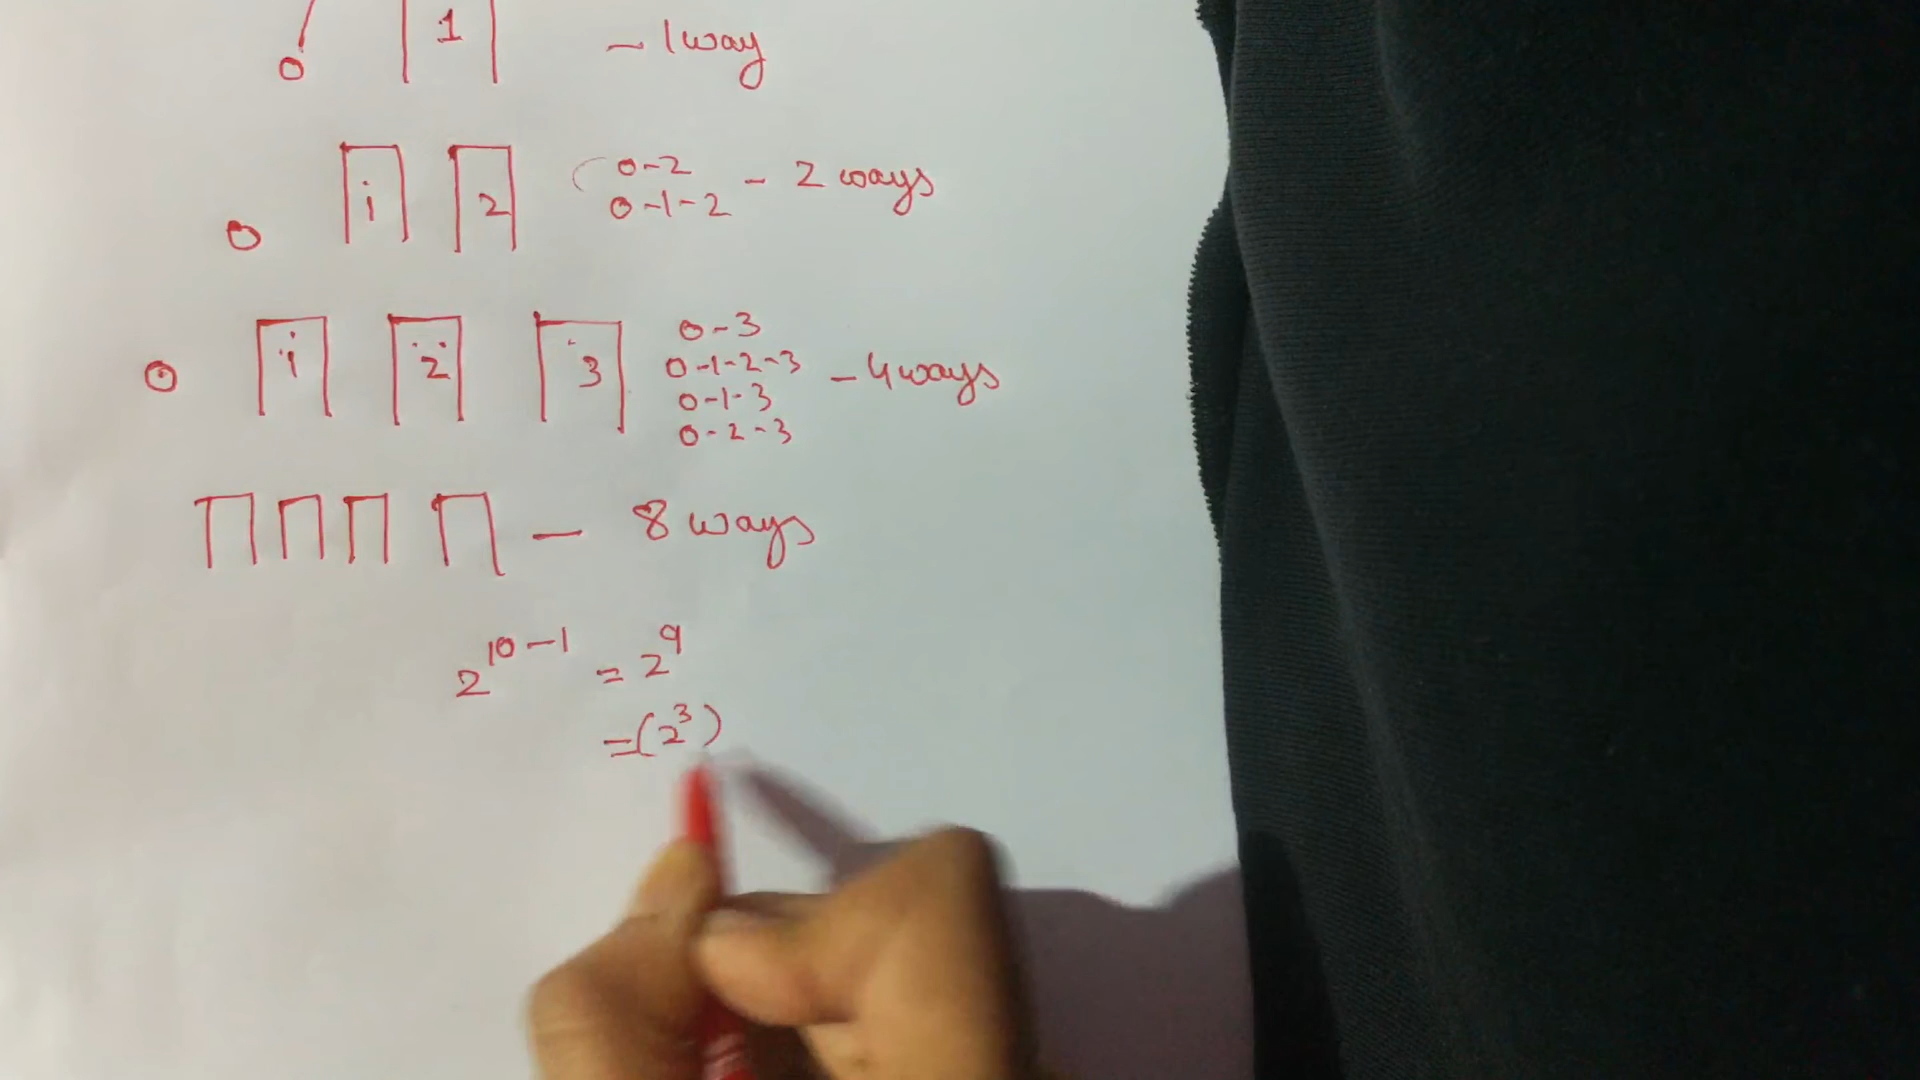 0 1 - 1 way
0 1 2 0-2 - 2 ways
0-1-2
0 1 2 3 0-3
0-1-2-3 - 4 ways
0-1-3
0-2-3
- 8 ways
2^10-1 = 2^9
= (2^3)